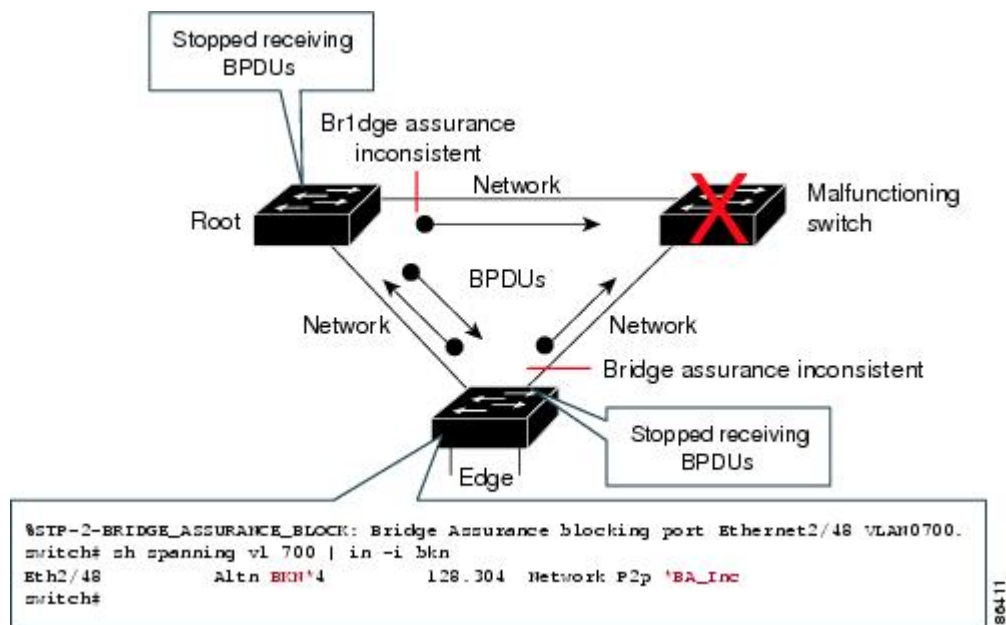 Stopped receiving
BPDUs
Br1dge assurance
inconsistent
Network
Root
Malfunctioning
switch
BPDUs
Network
Network
Bridge assurance inconsistent
Stopped receiving
BPDUs
Edge
%STP-2-BRIDGE_ASSURANCE_BLOCK: Bridge Assurance blocking port Ethernet2/48 VLAN0700.
switch# sh spanning vl 700 | in -i bkn
Eth2/48 Altn BKN*4 128.304 Network P2p *BA_Inc
switch#
86411